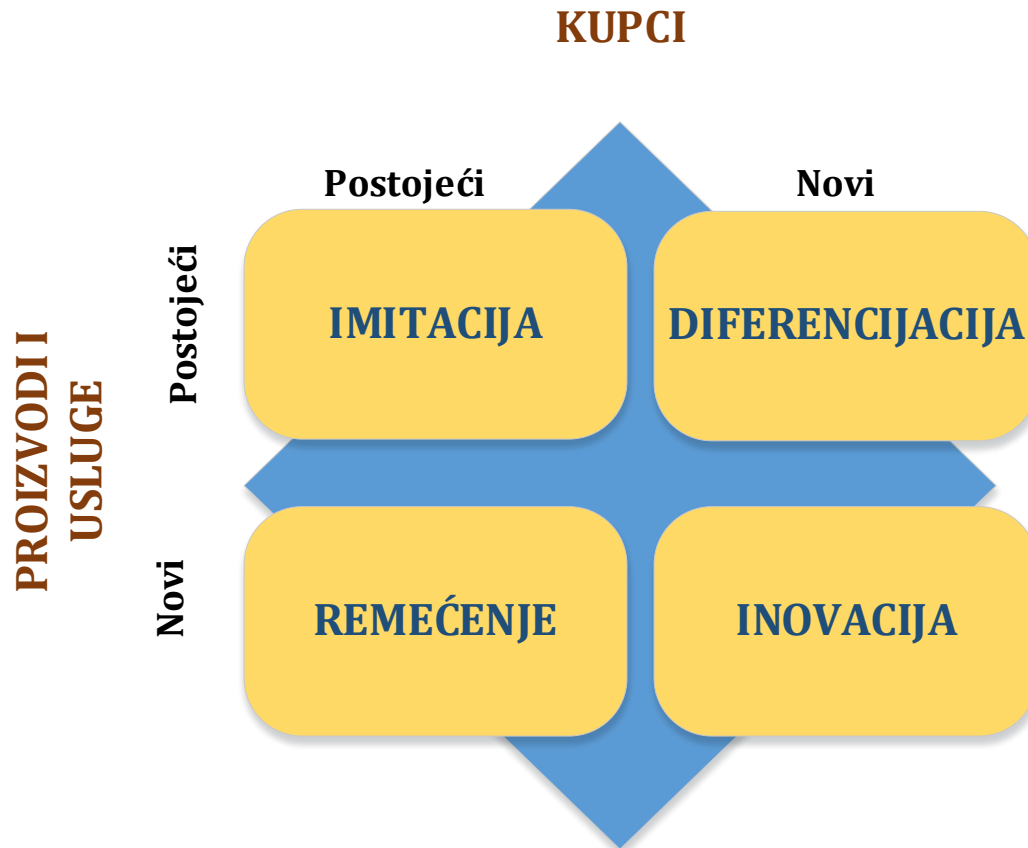 KUPCI
Postojeći
Novi
PROIZVODI I
USLUGE
Postojeći
IMITACIJA
DIFERENCIJACIJA
Novi
REMEĆENJE
INOVACIJA